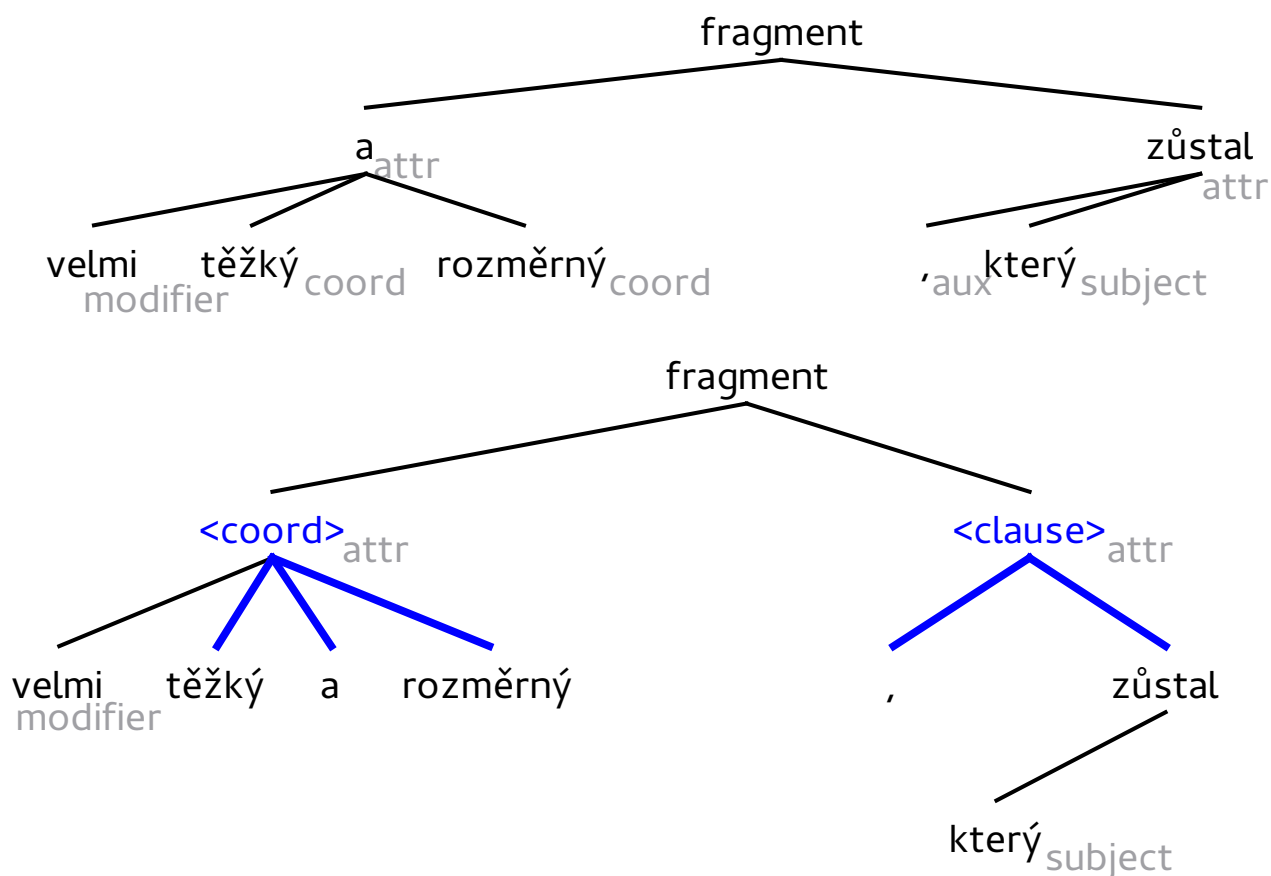 fragment
a attr zůstal attr
velmi modifier těžký coord rozměrný coord , aux který subject
fragment
<coord> attr <clause> attr
velmi modifier těžký a rozměrný , zůstal
který subject